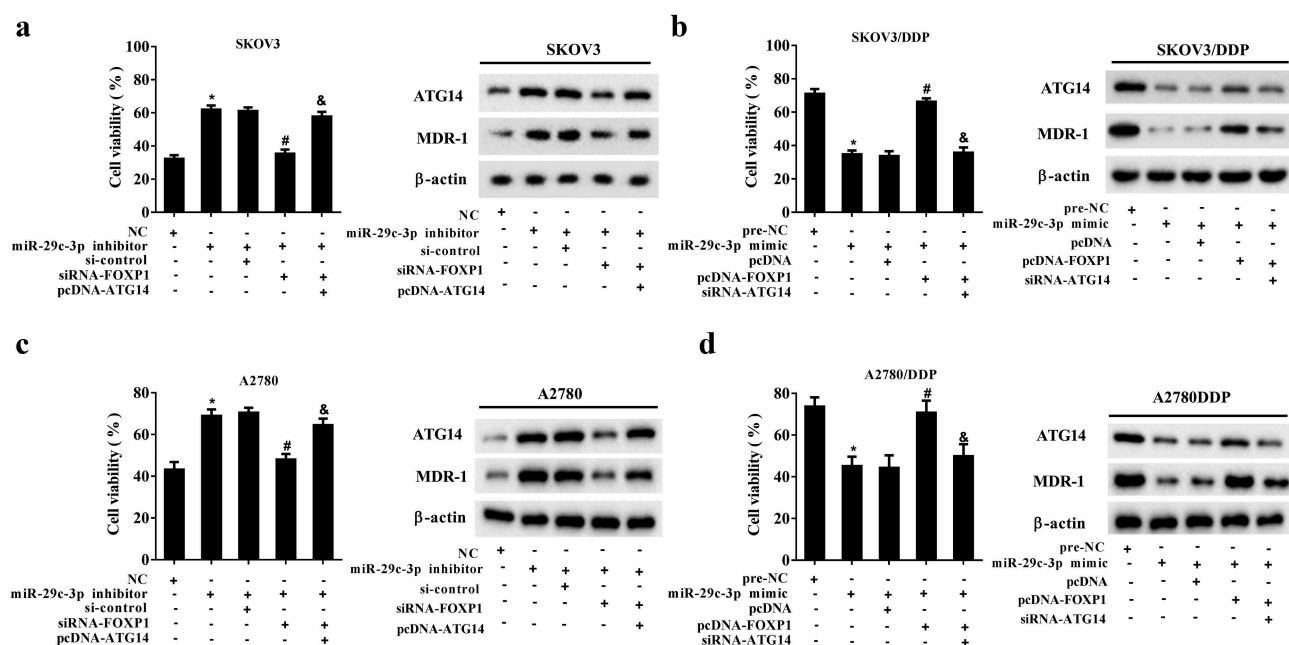 a
SKOV3
Cell viability ( % )
100
80
60
40
20
0
*
#
&
NC + - - - -
miR-29c-3p inhibitor - + + + +
si-control - - + - -
siRNA-FOXP1 - - - + +
pcDNA-ATG14 - - - - +
SKOV3
ATG14
MDR-1
β-actin
NC + - - - -
miR-29c-3p inhibitor - + + + +
si-control - - + - -
siRNA-FOXP1 - - - + +
pcDNA-ATG14 - - - - +
b
SKOV3/DDP
Cell viability ( % )
100
80
60
40
20
0
*
#
&
pre-NC + - - - -
miR-29c-3p mimic - + + + +
pcDNA - - + - -
pcDNA-FOXP1 - - - + +
siRNA-ATG14 - - - - +
SKOV3/DDP
ATG14
MDR-1
β-actin
pre-NC + - - - -
miR-29c-3p mimic - + + + +
pcDNA - - + - -
pcDNA-FOXP1 - - - + +
siRNA-ATG14 - - - - +
c
A2780
Cell viability ( % )
80
60
40
20
0
*
#
&
NC + - - - -
miR-29c-3p inhibitor - + + + +
si-control - - + - -
siRNA-FOXP1 - - - + +
pcDNA-ATG14 - - - - +
A2780
ATG14
MDR-1
β-actin
NC + - - - -
miR-29c-3p inhibitor - + + + +
si-control - - + - -
siRNA-FOXP1 - - - + +
pcDNA-ATG14 - - - - +
d
A2780/DDP
Cell viability ( % )
80
60
40
20
0
*
#
&
pre-NC + - - - -
miR-29c-3p mimic - + + + +
pcDNA - - + - -
pcDNA-FOXP1 - - - + +
siRNA-ATG14 - - - - +
A2780DDP
ATG14
MDR-1
β-actin
pre-NC + - - - -
miR-29c-3p mimic - + + + +
pcDNA - - + - -
pcDNA-FOXP1 - - - + +
siRNA-ATG14 - - - - +